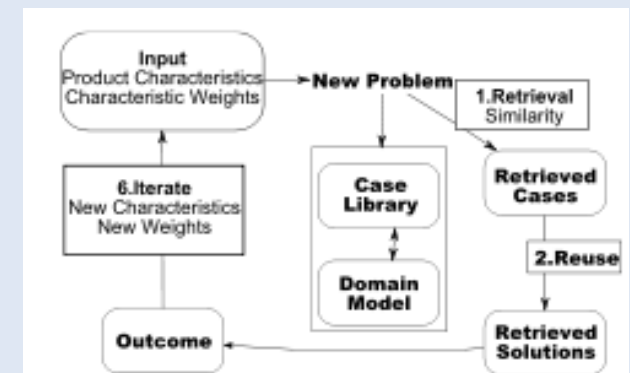 Input
Product Characteristics
Characteristic Weights
New Problem
1.Retrieval
Similarity
6.Iterate
New Characteristics
New Weights
Case
Library
Retrieved
Cases
2.Reuse
Domain
Model
Outcome
Retrieved
Solutions